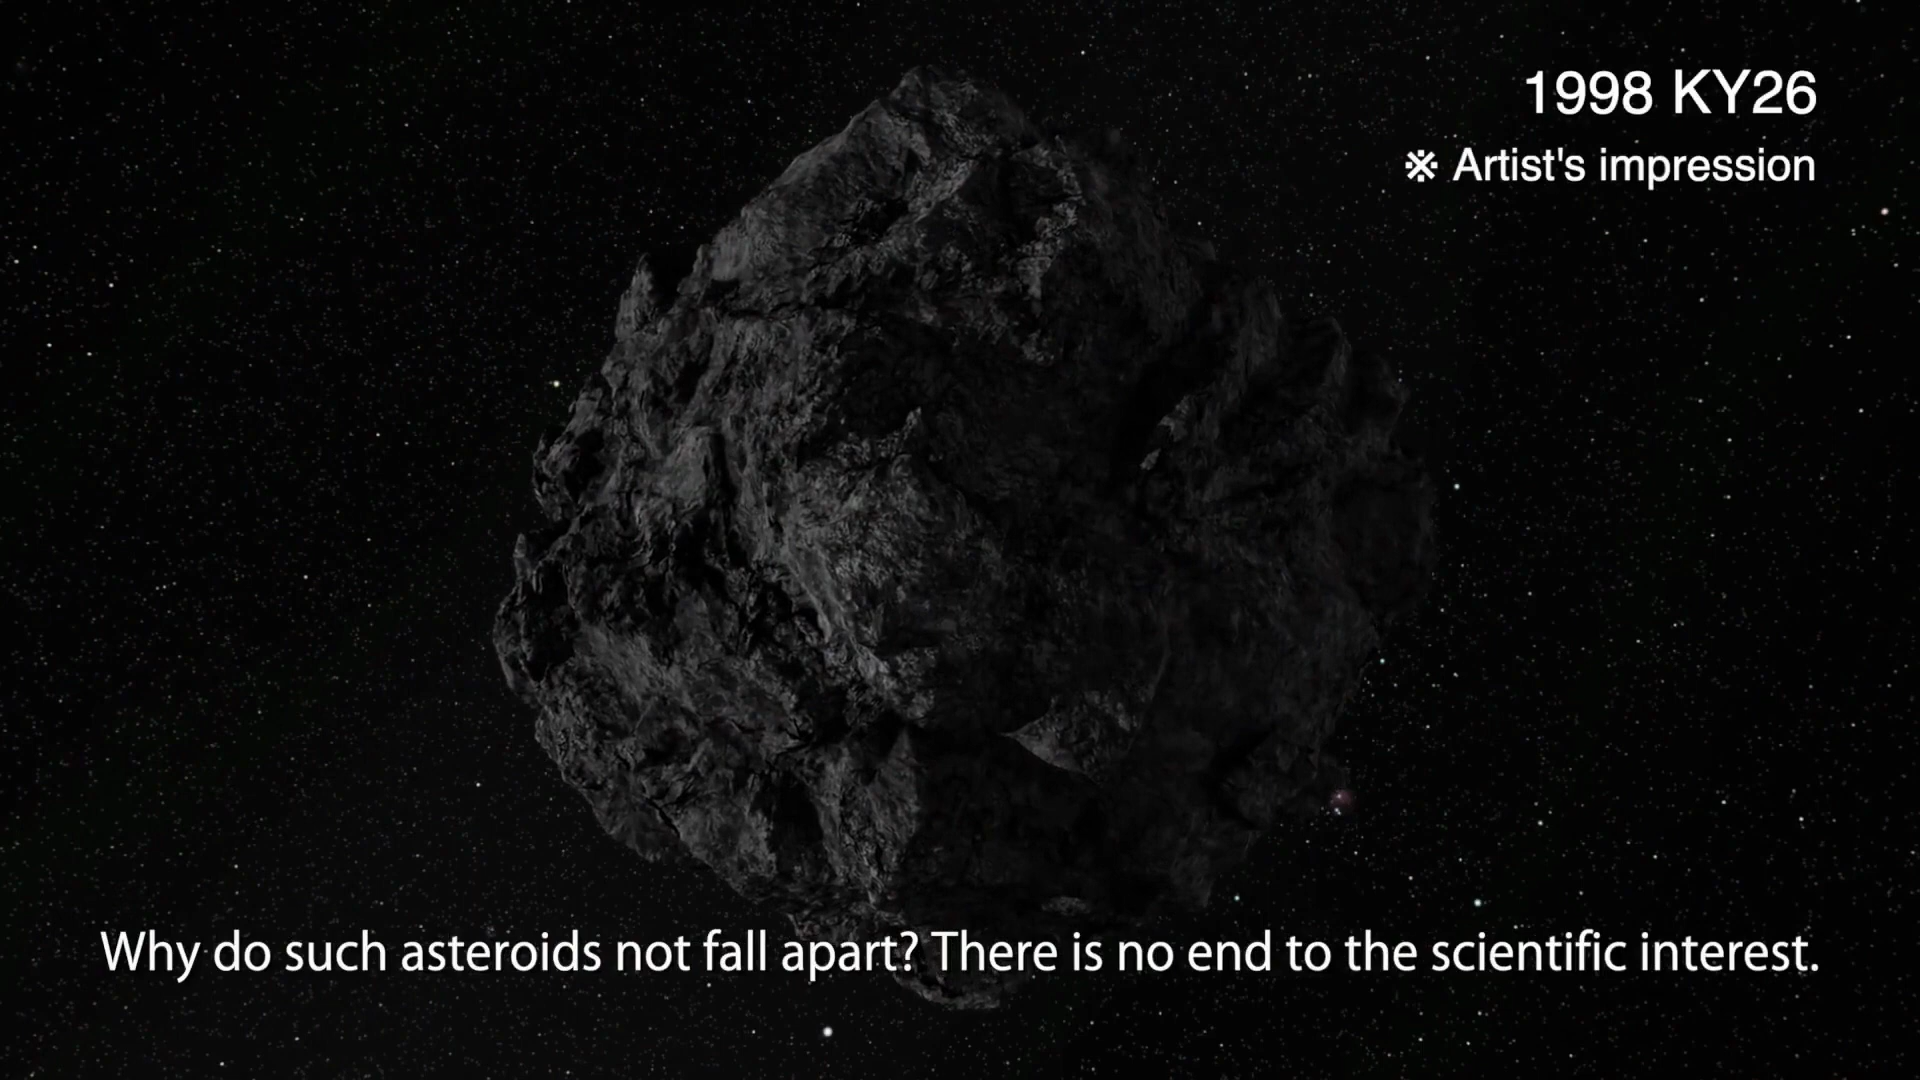 1998 KY26
※ Artist's impression
Why do such asteroids not fall apart? There is no end to the scientific interest.